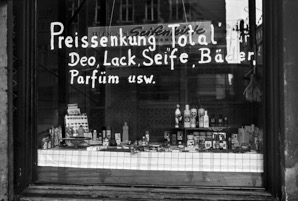 Preissenkung Total für
Deo, Lack, Seife, Bäder,
Parfüm usw.